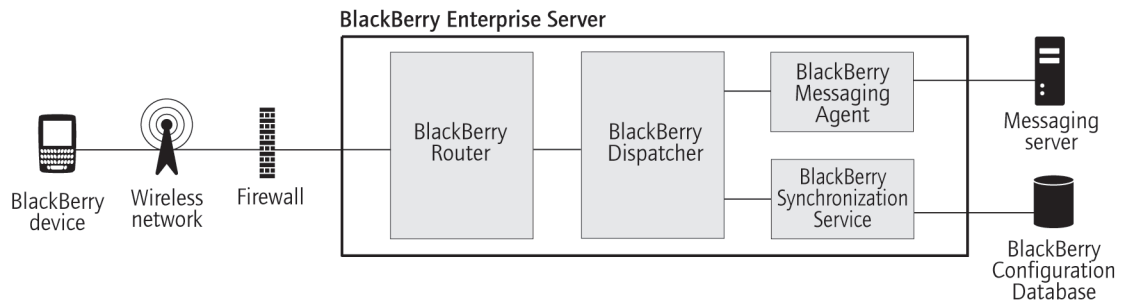 BlackBerry Enterprise Server
BlackBerry
device
Wireless
network
Firewall
BlackBerry
Router
BlackBerry
Dispatcher
BlackBerry
Messaging
Agent
BlackBerry
Synchronization
Service
Messaging
server
BlackBerry
Configuration
Database